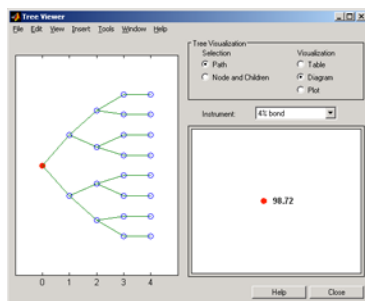 Tree Viewer
File Edit View Insert Tools Window Help
Tree Visualization
Selection
Visualization
Path
Table
Node and Children
Diagram
Plot
Instrument:
4% bond
98.72
0 1 2 3 4
Help
Close